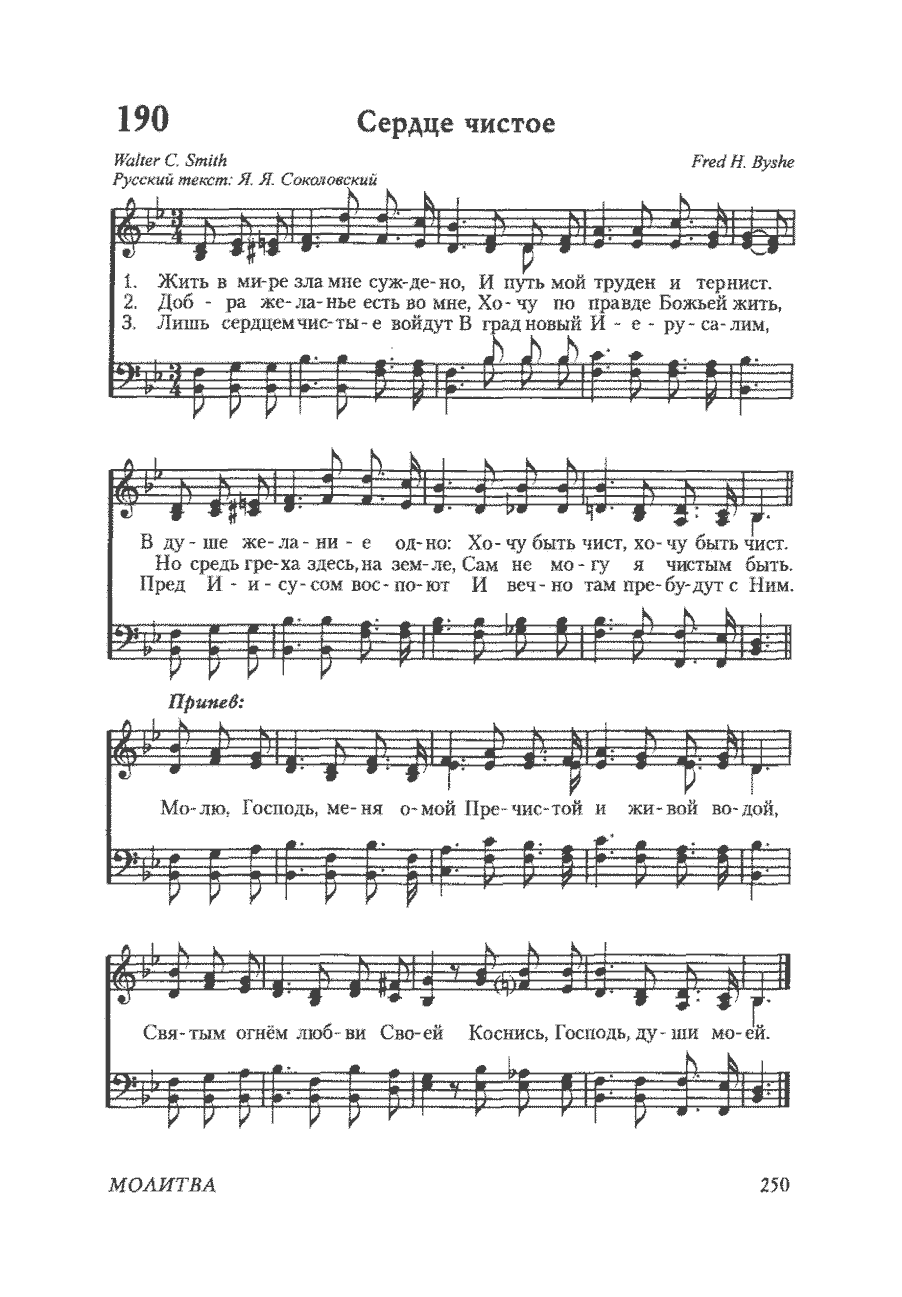 190 Сердце чистое
Walter C. Smith Fred H. Byshe
Русский текст: Я. Я. Соколовский
1. Жить в ми-ре зла мне суж-де-но, И путь мой труден и тернист.
2. Доб - ра же-ла-нье есть во мне, Хо-чу по правде Божьей жить,
3. Лишь сердцем чис-ты-е войдут В град новый И - е - ру-са-лим,
В ду-ше же-ла-ни-е од-но: Хо-чу быть чист, хо-чу быть чист.
Но средь гре-ха здесь, на зем-ле, Сам не мо-гу я чистым быть.
Пред И - и-су-сом вос-по-ют И веч-но там пре-бу-дут с Ним.
Припев:
Мо-лю, Господь, ме-ня о-мой Пре-чис-той и жи-вой во-дой,
Свя-тым огнём люб-ви Сво-ей Коснись, Господь, ду-ши мо-ей.
МОЛИТВА 250